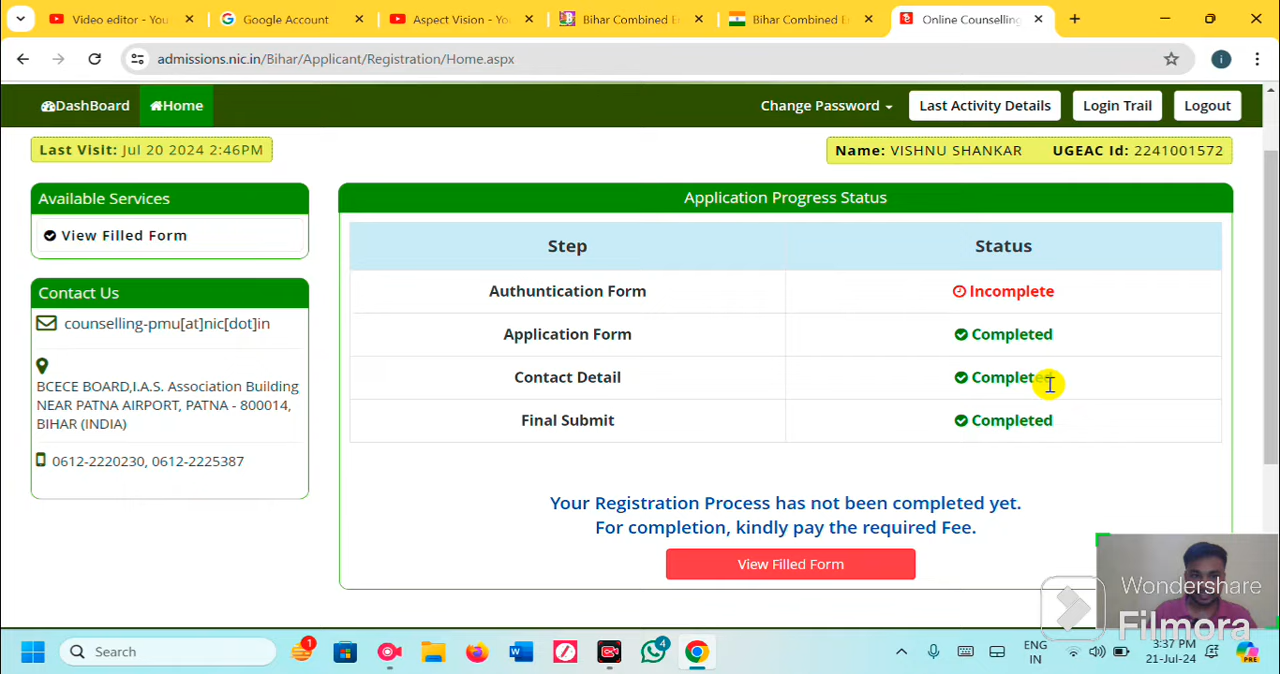 Video editor - You
Google Account
Aspect Vision - Yo
Bihar Combined E
Bihar Combined E
Online Counselling
admissions.nic.in/Bihar/Applicant/Registration/Home.aspx
DashBoard
Home
Change Password
Last Activity Details
Login Trail
Logout
Last Visit: Jul 20 2024 2:46PM
Name: VISHNU SHANKAR UGEAC Id: 2241001572
Available Services
View Filled Form
Contact Us
counselling-pmu[at]nic[dot]in
BCECE BOARD,I.A.S. Association Building
NEAR PATNA AIRPORT, PATNA - 800014,
BIHAR (INDIA)
0612-2220230, 0612-2225387
Application Progress Status
Step Status
Authuntication Form Incomplete
Application Form Completed
Contact Detail Completed
Final Submit Completed
Your Registration Process has not been completed yet.
For completion, kindly pay the required Fee.
View Filled Form
Wondershare
Filmora
Search
1
4
ENG
IN
3:37 PM
21-Jul-24
PRE